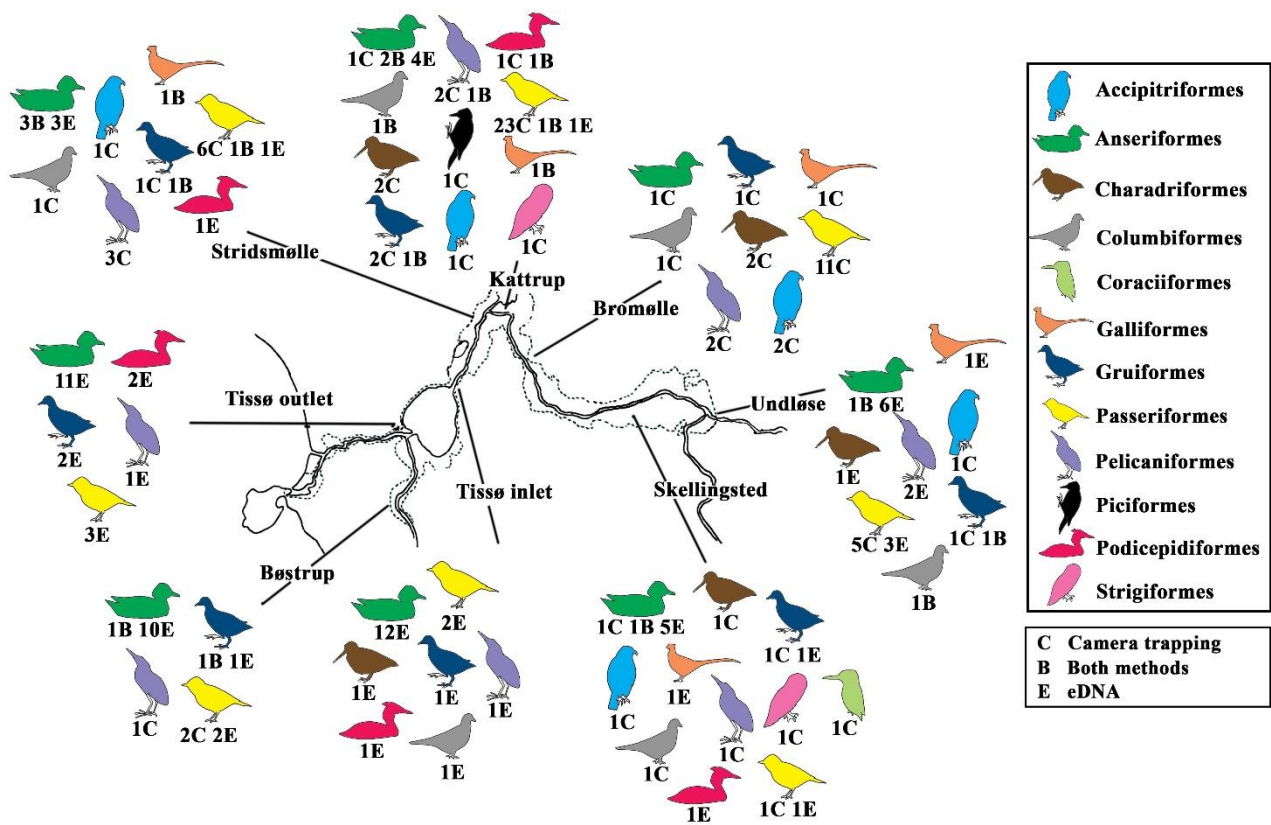 1C 2B 4E
2C 1B
1C 1B
1B
23C 1B 1E
2C
1C
1B
2C 1B
1C
1C
Kattrup
1B
3B 3E
1C
6C 1B 1E
1C
1C 1B
3C
1E
Stridsmølle
1C
1C
1C
1C
2C
11C
2C
2C
Bromølle
11E
2E
2E
1E
3E
Tissø outlet
1E
1B 6E
1C
1E
2E
5C 3E
1C 1B
1B
Undløse
Tissø inlet
Skellingsted
Bøstrup
1B 10E
1B 1E
1C
2C 2E
2E
12E
1E
1E
1E
1E
1E
1C 1B 5E
1C
1C 1E
1C
1E
1C
1C
1C
1C
1E
1C 1E
Accipitriformes
Anseriformes
Charadriformes
Columbiformes
Coraciiformes
Galliformes
Gruiformes
Passeriformes
Pelicaniformes
Piciformes
Podicepidiformes
Strigiformes
C Camera trapping
B Both methods
E eDNA